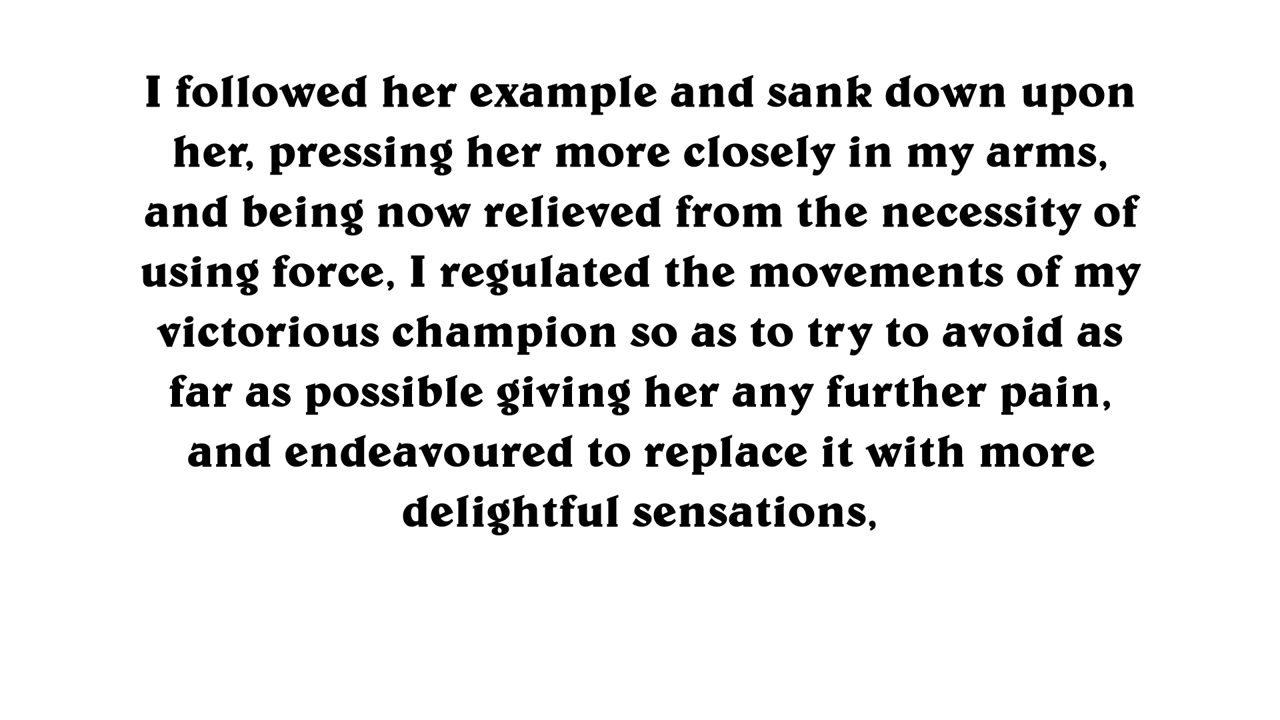 I followed her example and sank down upon
her, pressing her more closely in my arms,
and being now relieved from the necessity of
using force, I regulated the movements of my
victorious champion so as to try to avoid as
far as possible giving her any further pain,
and endeavoured to replace it with more
delightful sensations,